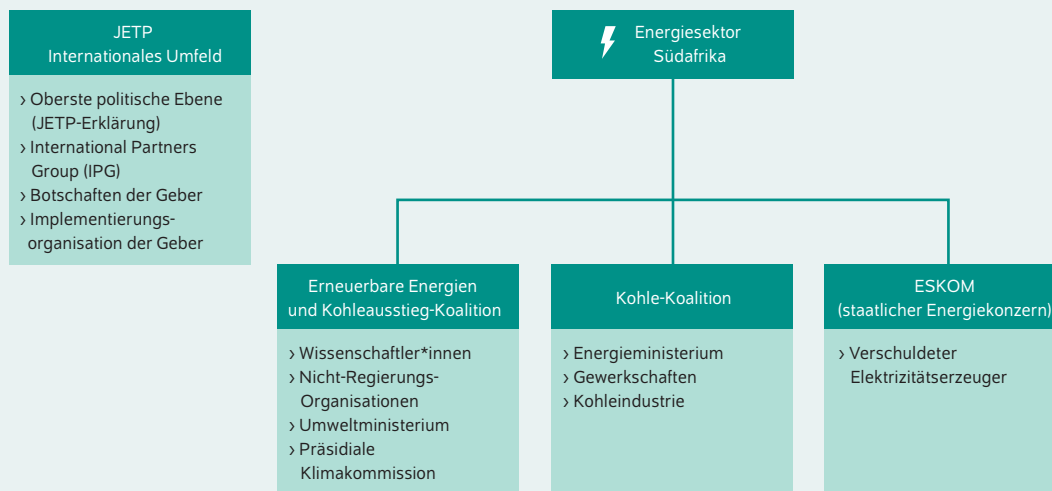 JETP
Internationales Umfeld
› Oberste politische Ebene
(JETP-Erklärung)
› International Partners
Group (IPG)
› Botschaften der Geber
› Implementierungs-
organisation der Geber
Energiesektor
Südafrika
Erneuerbare Energien
und Kohleausstieg-Koalition
› Wissenschaftler*innen
› Nicht-Regierungs-
Organisationen
› Umweltministerium
› Präsidiale
Klimakommission
Kohle-Koalition
› Energieministerium
› Gewerkschaften
› Kohleindustrie
ESKOM
(staatlicher Energiekonzern)
› Verschuldeter
Elektrizitätserzeuger